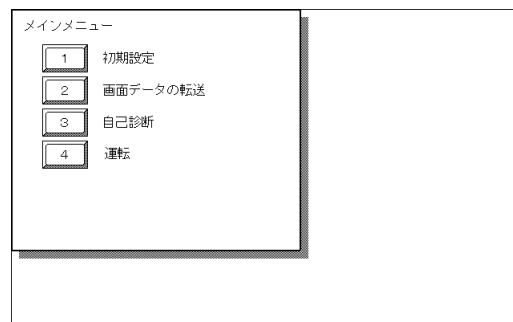 メインメニュー
1 初期設定
2 画面データの転送
3 自己診断
4 運転